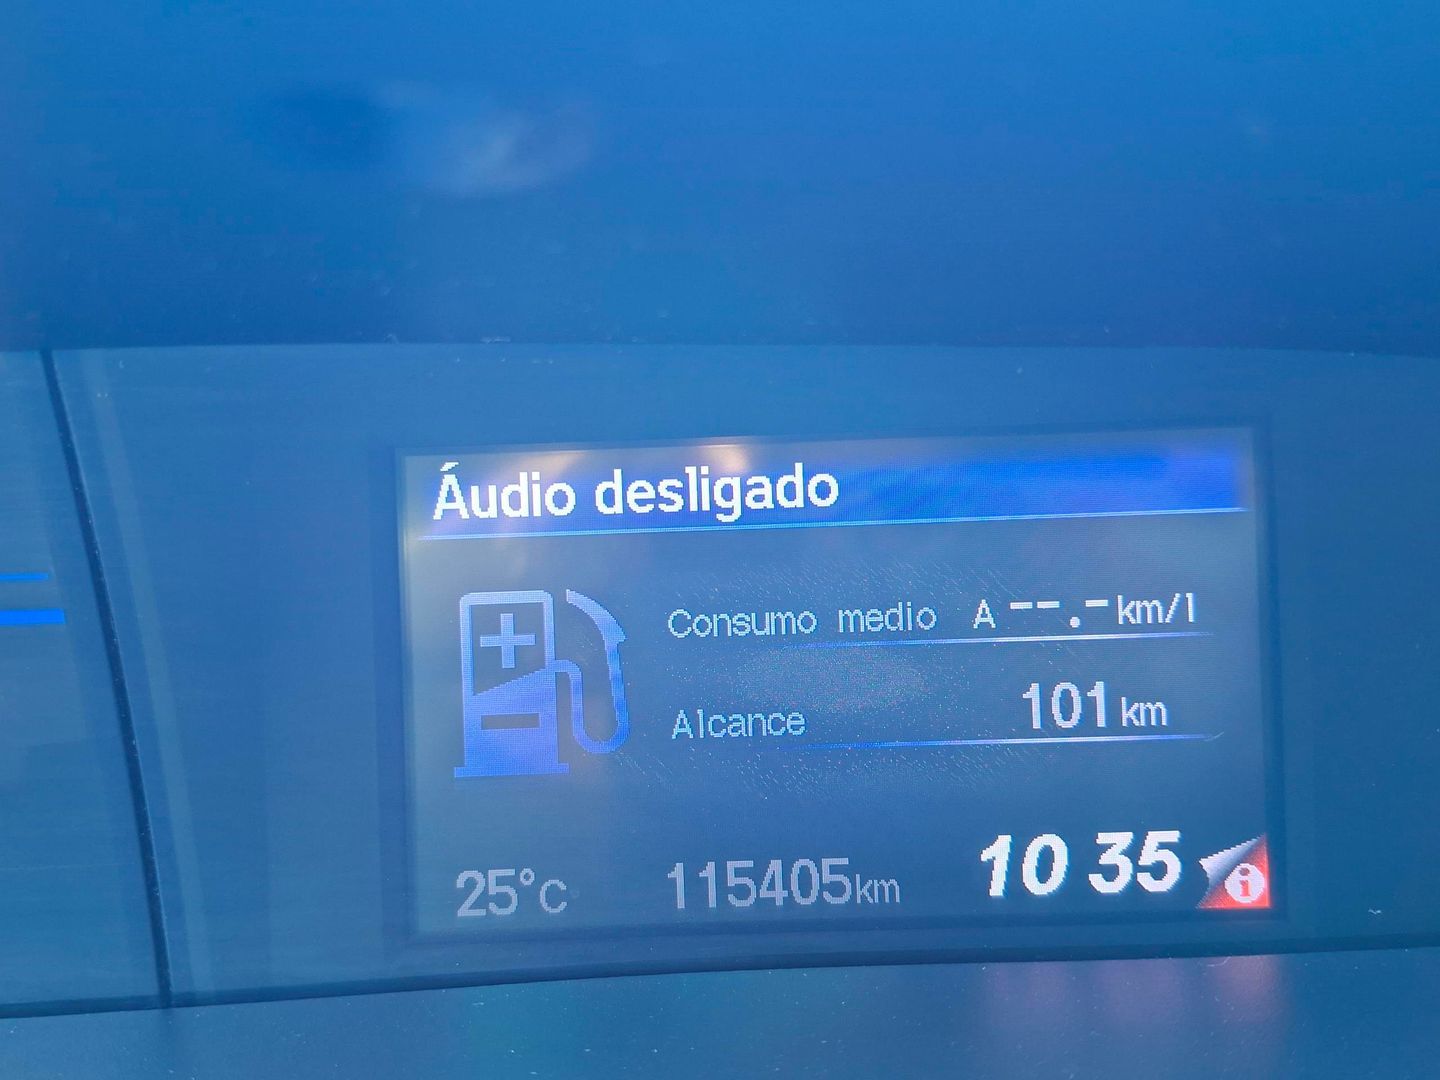 Áudio desligado
Consumo medio A --.- km/l
Alcance 101 km
25°C 115405km 10 35